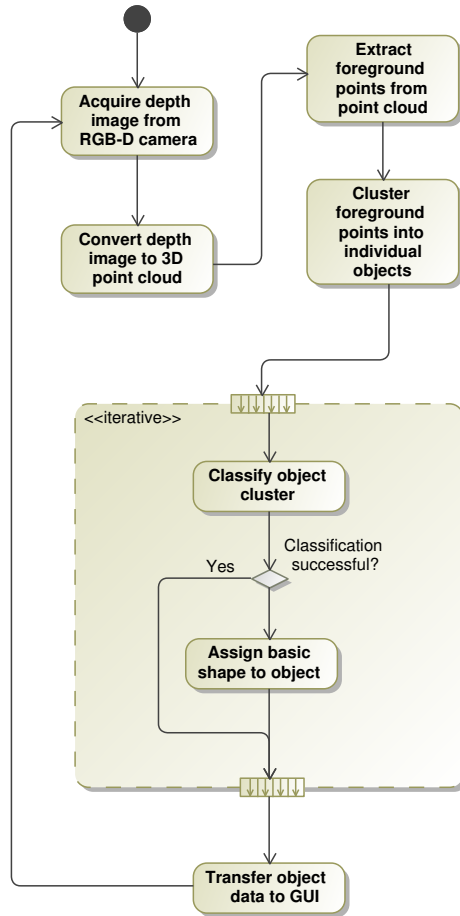 Acquire depth
image from
RGB-D camera
Convert depth
image to 3D
point cloud
Extract
foreground
points from
point cloud
Cluster
foreground
points into
individual
objects
<<iterative>>
Classify object
cluster
Classification
successful?
Yes
Assign basic
shape to object
Transfer object
data to GUI